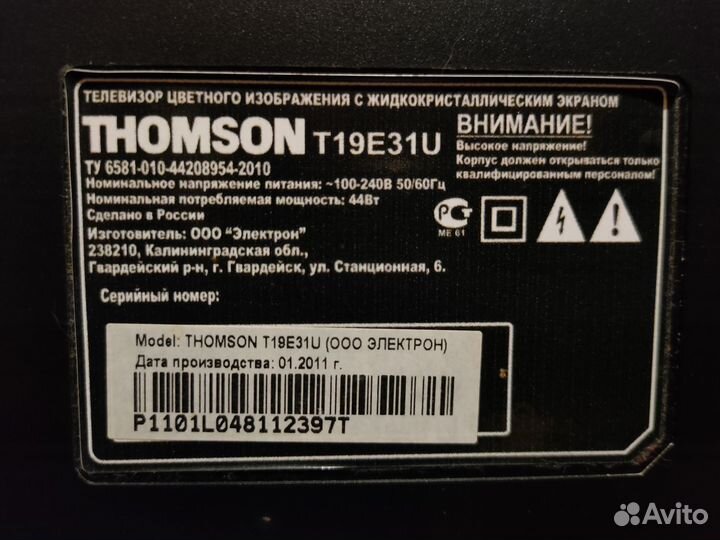 ТЕЛЕВИЗОР ЦВЕТНОГО ИЗОБРАЖЕНИЯ С ЖИДКОКРИСТАЛЛИЧЕСКИМ ЭКРАНОМ
THOMSON T19E31U
ВНИМАНИЕ!
Высокое напряжение!
Корпус должен открываться только
квалифицированным персоналом!
ТУ 6581-010-44208954-2010
Номинальное напряжение питания: ~100-240В 50/60Гц
Номинальная потребляемая мощность: 44Вт
Сделано в России
Изготовитель: ООО "Электрон"
238210, Калининградская обл.,
Гвардейский р-н, г. Гвардейск, ул. Станционная, 6.
РСТ
МЕ 61
Серийный номер:
Model: THOMSON T19E31U (ООО ЭЛЕКТРОН)
Дата производства: 01.2011 г.
P1101L048112397T
Avito